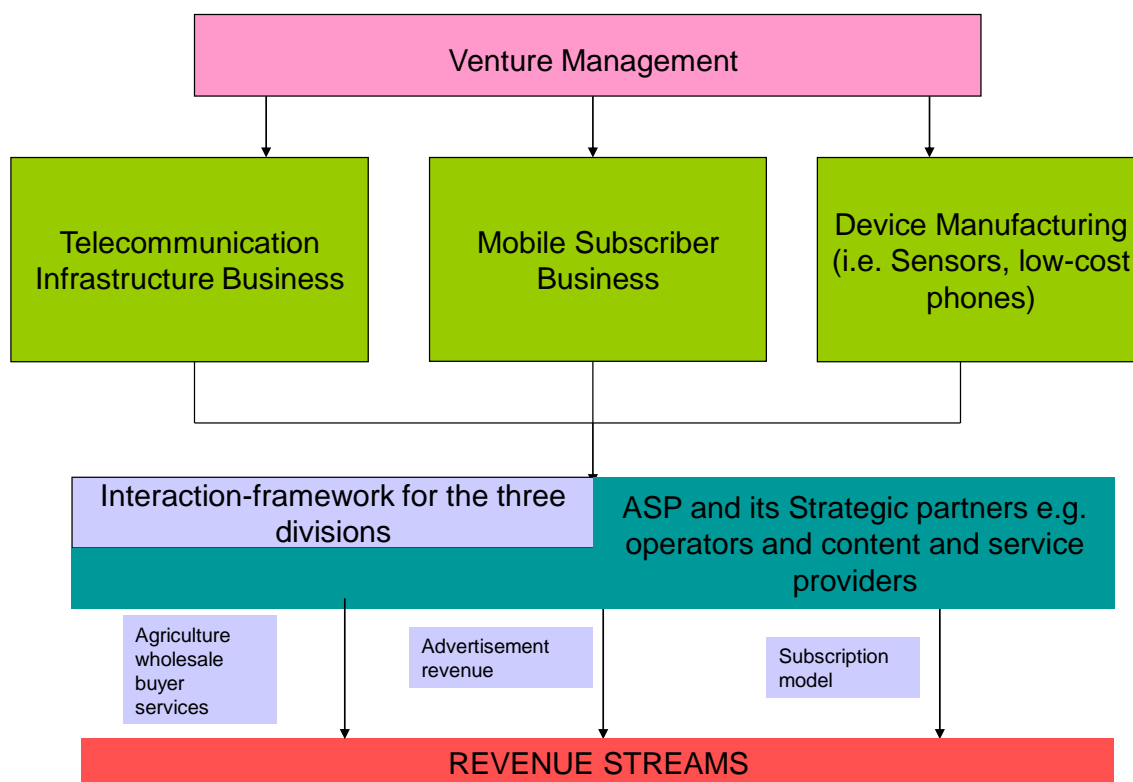 Venture Management
Telecommunication
Infrastructure Business
Mobile Subscriber
Business
Device Manufacturing
(i.e. Sensors, low-cost
phones)
Interaction-framework for the three
divisions
ASP and its Strategic partners e.g.
operators and content and service
providers
Agriculture
wholesale
buyer
services
Advertisement
revenue
Subscription
model
REVENUE STREAMS